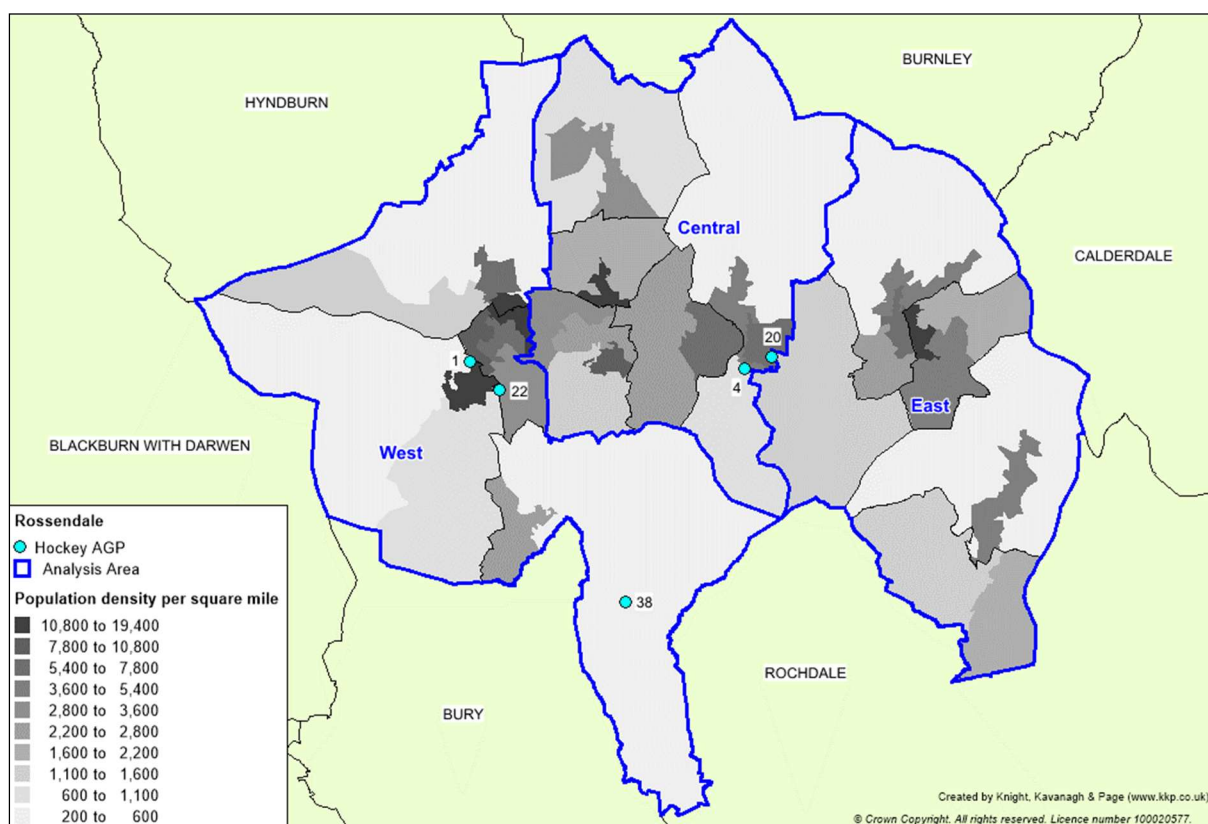 BURNLEY
HYNDBURN
Central
CALDERDALE
20
1
4
22
East
BLACKBURN WITH DARWEN
West
Rossendale
Hockey AGP
Analysis Area
Population density per square mile
10,800 to 19,400
7,800 to 10,800
5,400 to 7,800
3,600 to 5,400
2,800 to 3,600
2,200 to 2,800
1,600 to 2,200
1,100 to 1,600
600 to 1,100
200 to 600
38
ROCHDALE
BURY
Created by Knight, Kavanagh & Page (www.kkp.co.uk)
© Crown Copyright. All rights reserved. Licence number 100020577.